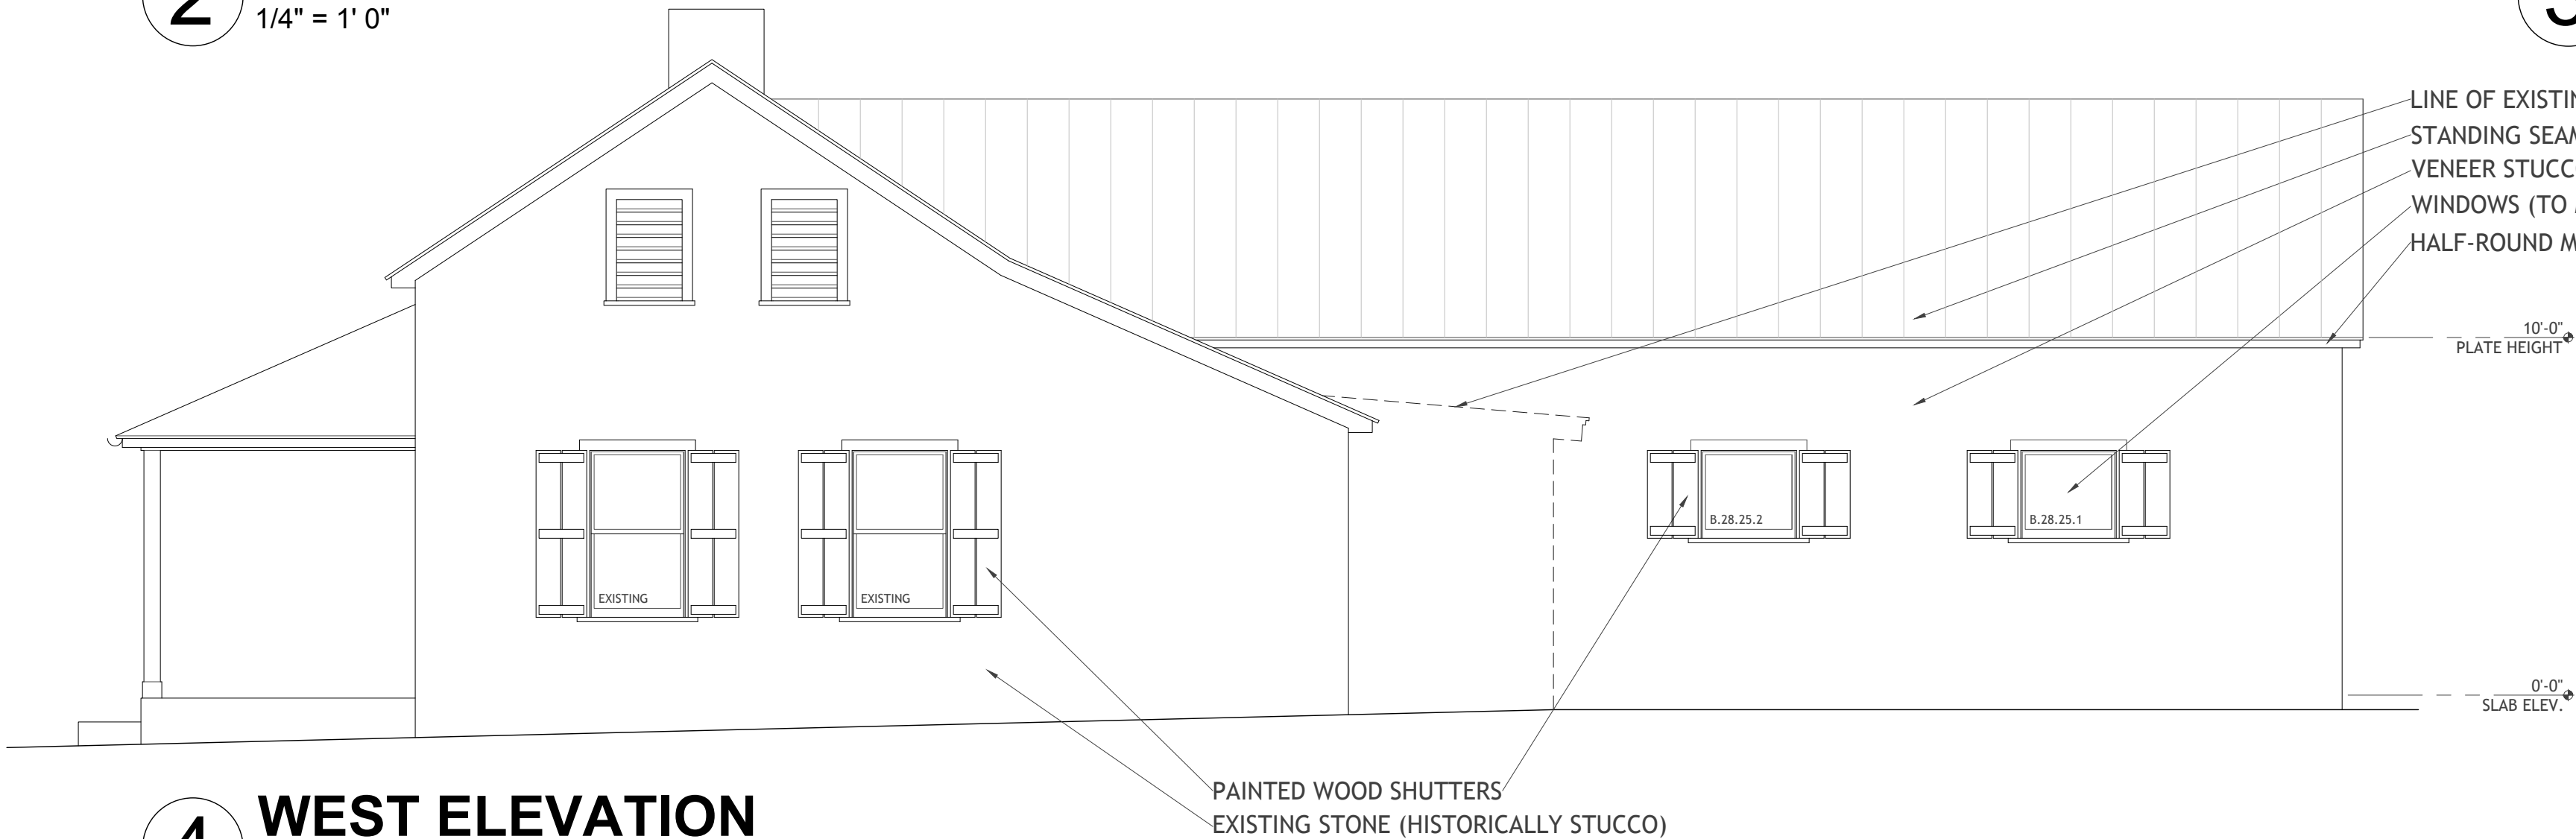 2
1/4" = 1' 0"
LINE OF EXISTIN
STANDING SEAM
VENEER STUCC
WINDOWS (TO
HALF-ROUND M
10'-0"
PLATE HEIGHT
EXISTING
EXISTING
B.28.25.2
B.28.25.1
0'-0"
SLAB ELEV.
PAINTED WOOD SHUTTERS
EXISTING STONE (HISTORICALLY STUCCO)
4
WEST ELEVATION